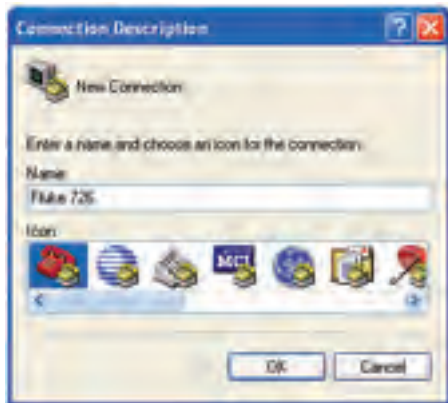 Connection Description
New Connection
Enter a name and choose an icon for the connection:
Name:
Fluke 726
Icon:
MCI
OK
Cancel